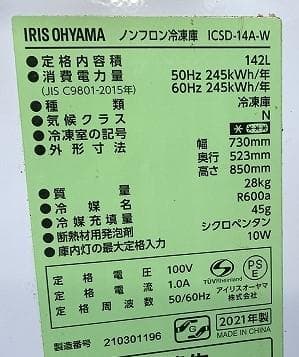 IRIS OHYAMA ノンフロン冷凍庫 ICSD-14A-W
●定格内容積 142L
●消費電力量 50Hz 245kWh/年
(JIS C9801-2015年) 60Hz 245kWh/年
●種類 冷凍庫
●気候クラス N
●冷凍室の記号
●外形寸法 幅 730mm
奥行 523mm
高さ 850mm
●質量 28kg
●冷媒名 R600a
●冷媒充填量 45g
●断熱材用発泡剤 シクロペンタン
●庫内灯の最大定格入力 10W
定格電圧 100V
定格電流 1.0A
定格周波数 50/60Hz
TÜVRheinland
PS
E
アイリスオーヤマ
株式会社
製造番号 210301196
G
2021年製
MADE IN CHINA